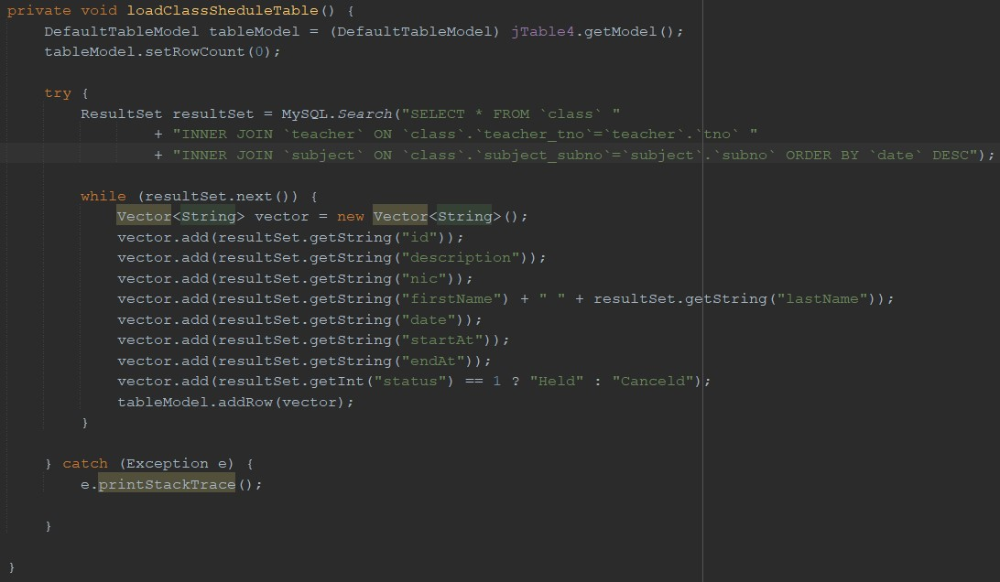 private void loadClassSheduleTable() {
DefaultTableModel tableModel = (DefaultTableModel) jTable4.getModel();
tableModel.setRowCount(0);
try {
ResultSet resultSet = MySQL.Search("SELECT * FROM `class` "
+ "INNER JOIN `teacher` ON `class`.`teacher_tno`=`teacher`.`tno` "
+ "INNER JOIN `subject` ON `class`.`subject_subno`=`subject`.`subno` ORDER BY `date` DESC");
while (resultSet.next()) {
Vector<String> vector = new Vector<String>();
vector.add(resultSet.getString("id"));
vector.add(resultSet.getString("description"));
vector.add(resultSet.getString("nic"));
vector.add(resultSet.getString("firstName") + " " + resultSet.getString("lastName"));
vector.add(resultSet.getString("date"));
vector.add(resultSet.getString("startAt"));
vector.add(resultSet.getString("endAt"));
vector.add(resultSet.getInt("status") == 1 ? "Held" : "Canceld");
tableModel.addRow(vector);
}
} catch (Exception e) {
e.printStackTrace();
}
}